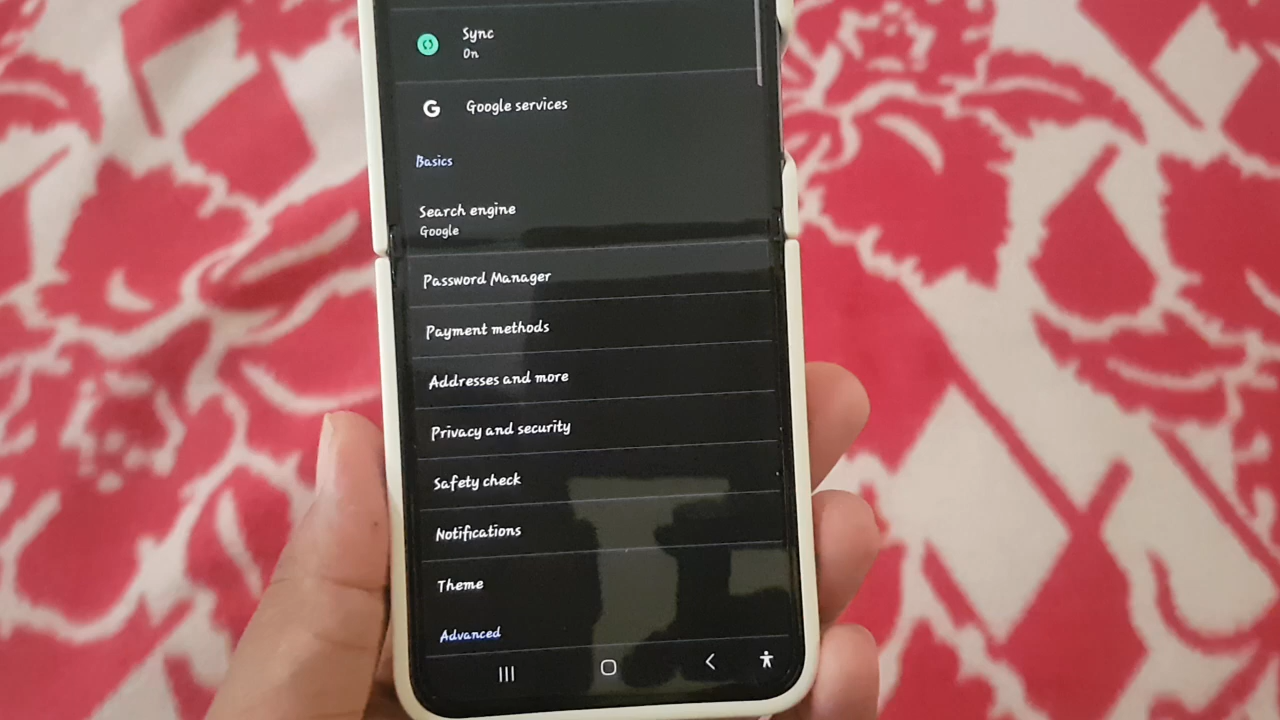 Sync
On
G Google services
Basics
Search engine
Google
Password Manager
Payment methods
Addresses and more
Privacy and security
Safety check
Notifications
Theme
Advanced